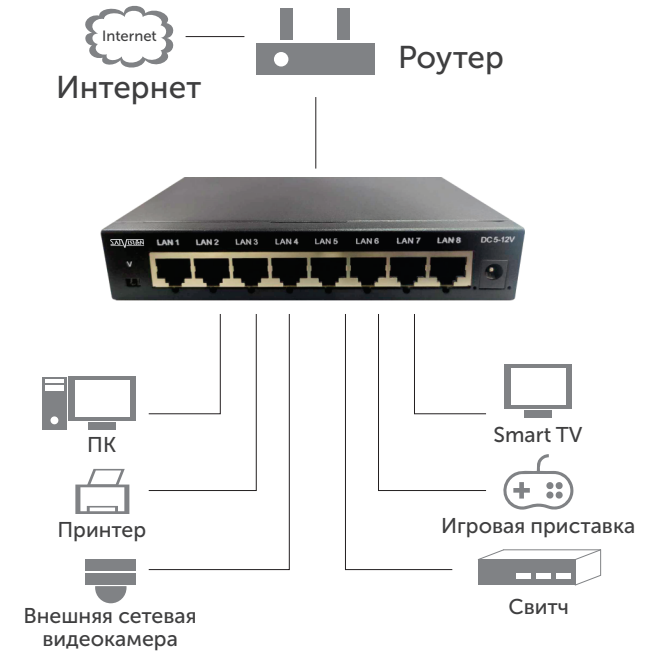 Internet
Интернет
Роутер
SATVISION
LAN 1 LAN 2 LAN 3 LAN 4 LAN 5 LAN 6 LAN 7 LAN 8 DC 5-12V
V
ПК
Принтер
Внешняя сетевая
видеокамера
Smart TV
Игровая приставка
Свитч